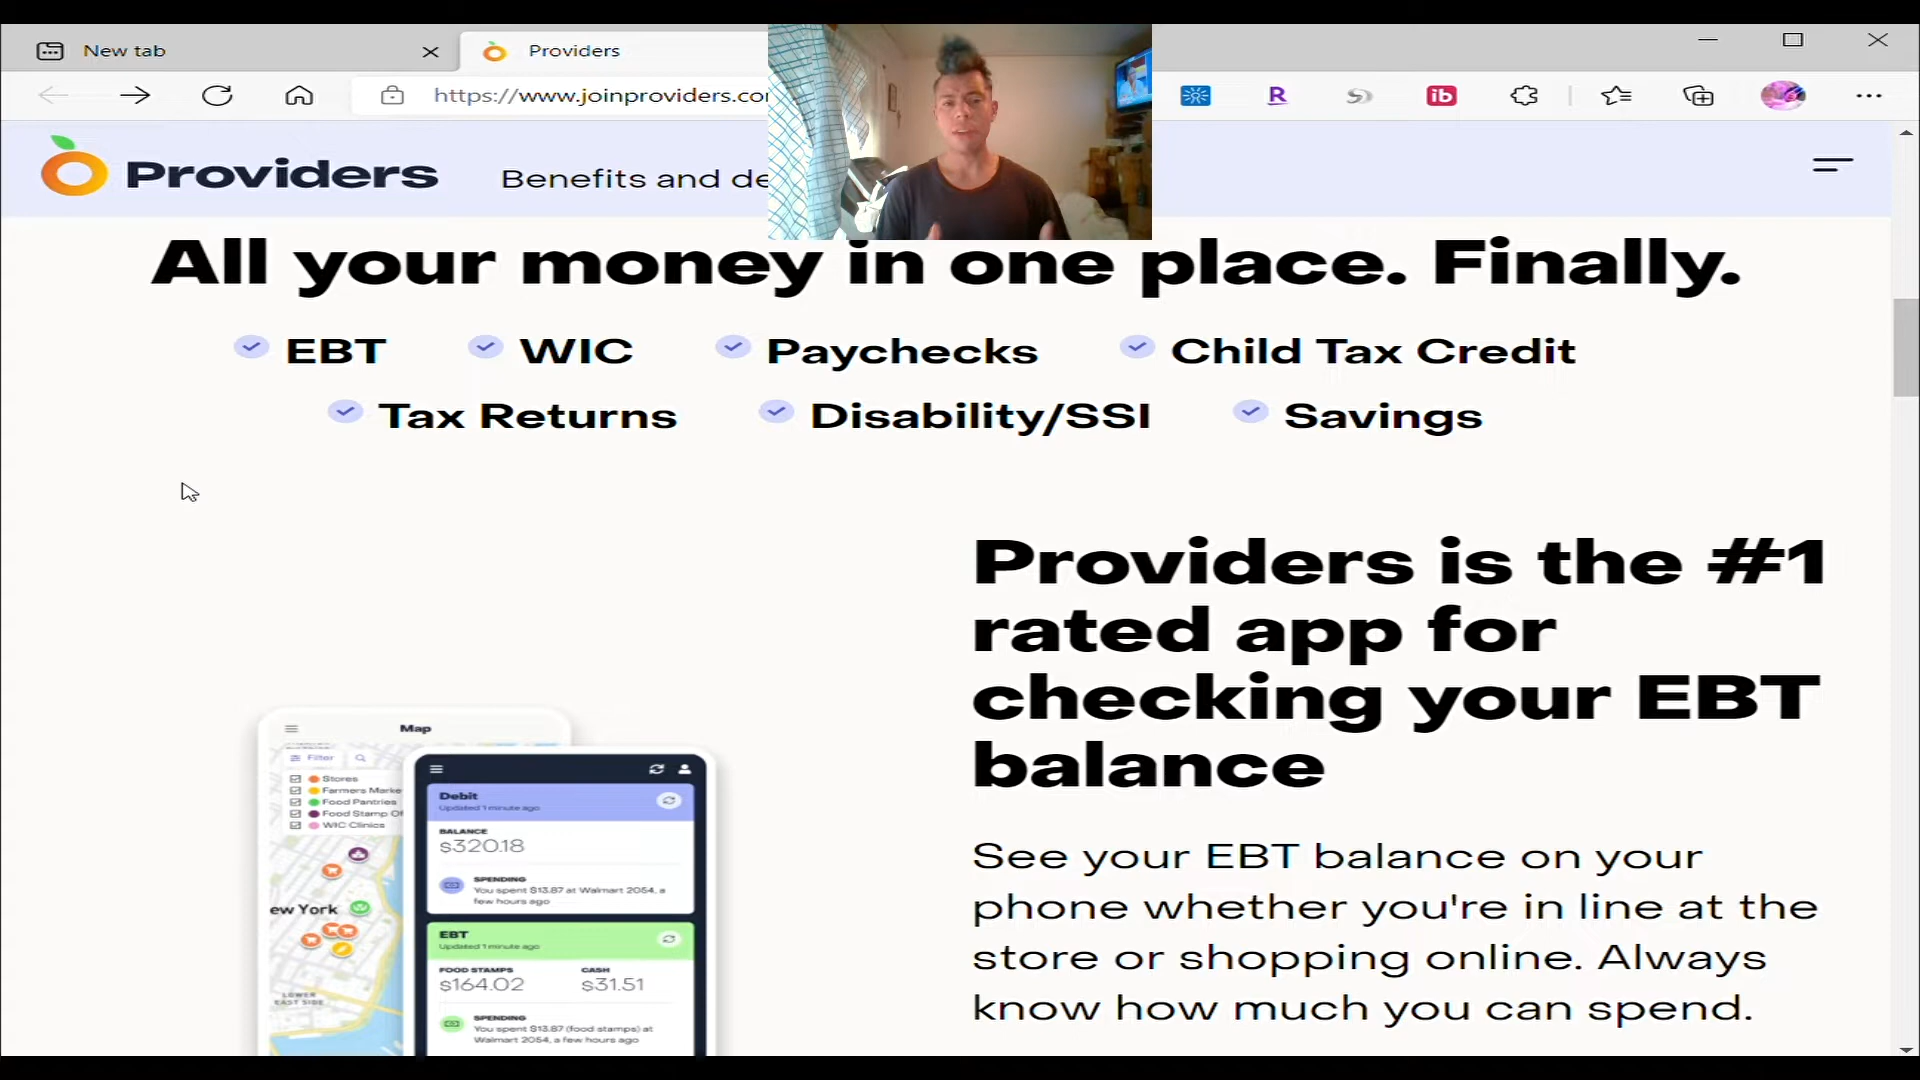 New tab
Providers
https://www.joinproviders.co
Providers
Benefits and de
All your money in one place. Finally.
EBT
WIC
Paychecks
Child Tax Credit
Tax Returns
Disability/SSI
Savings
Providers is the #1
rated app for
checking your EBT
balance
See your EBT balance on your
phone whether you're in line at the
store or shopping online. Always
know how much you can spend.
Map
Filter
Stores
Farmers Marke
Food Pantries
Food Stamp Of
WIC Clinics
ew York
LOWER
EAST SIDE
Debit
Updated 1 minute ago
BALANCE
$320.18
SPENDING
You spent $13.87 at Walmart 2054, a
few hours ago
EBT
Updated 1 minute ago
FOOD STAMPS
CASH
$164.02
$31.51
SPENDING
You spent $13.87 (food stamps) at
Walmart 2054, a few hours ago